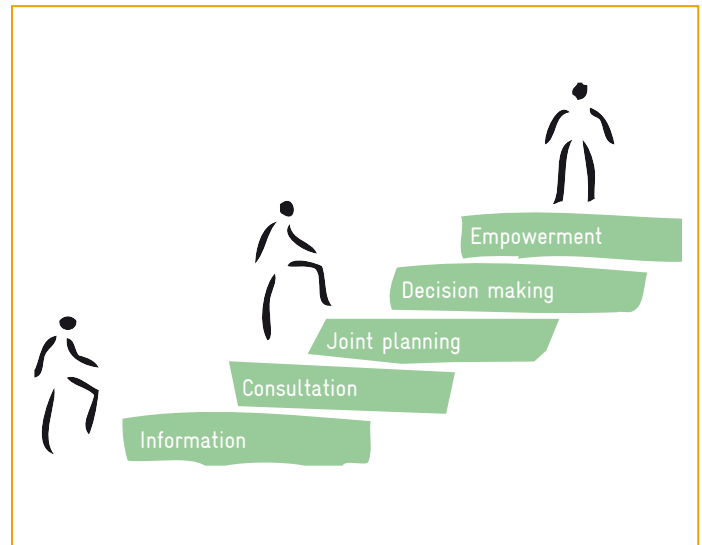 Empowerment
Decision making
Joint planning
Consultation
Information